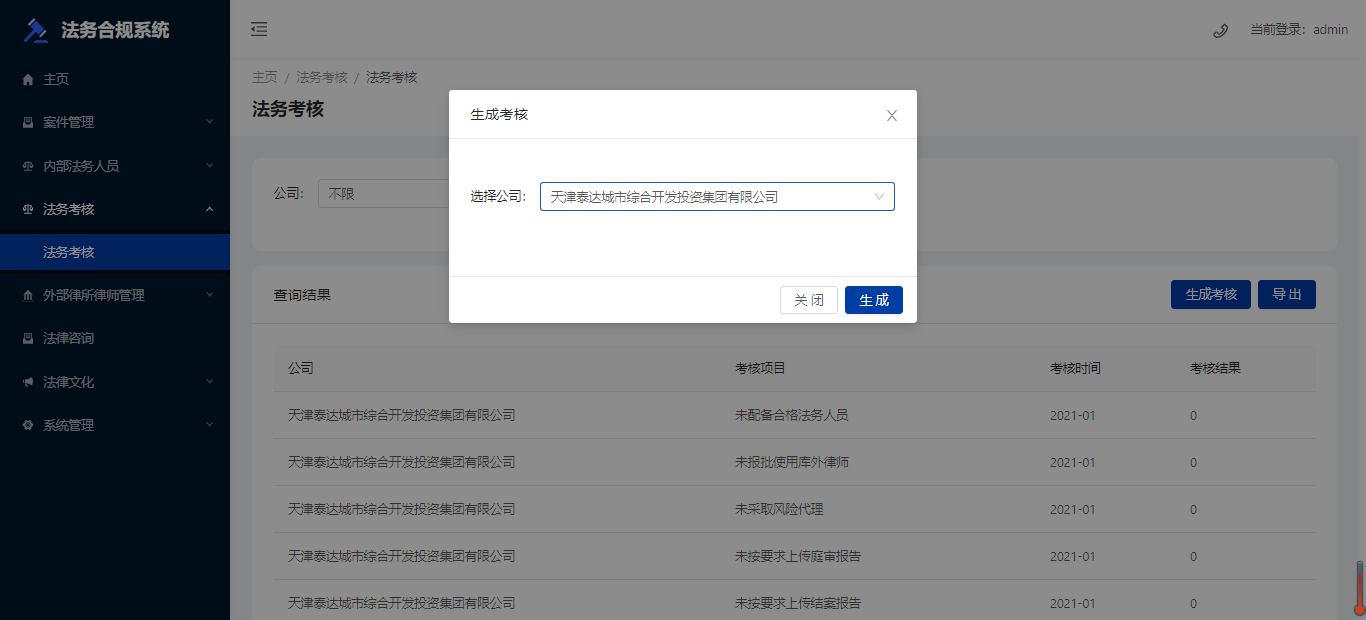 法务合规系统
当前登录：admin
主页
案件管理
内部法务人员
法务考核
法务考核
外部律所律师管理
法律咨询
法律文化
系统管理
主页 / 法务考核 / 法务考核
法务考核
公司： 不限
生成考核
选择公司： 天津泰达城市综合开发投资集团有限公司
关 闭 生 成
查询结果 生成考核 导 出
公司 考核项目 考核时间 考核结果
天津泰达城市综合开发投资集团有限公司 未配备合格法务人员 2021-01 0
天津泰达城市综合开发投资集团有限公司 未报批使用库外律师 2021-01 0
天津泰达城市综合开发投资集团有限公司 未采取风险代理 2021-01 0
天津泰达城市综合开发投资集团有限公司 未按要求上传庭审报告 2021-01 0
天津泰达城市综合开发投资集团有限公司 未按要求上传结案报告 2021-01 0